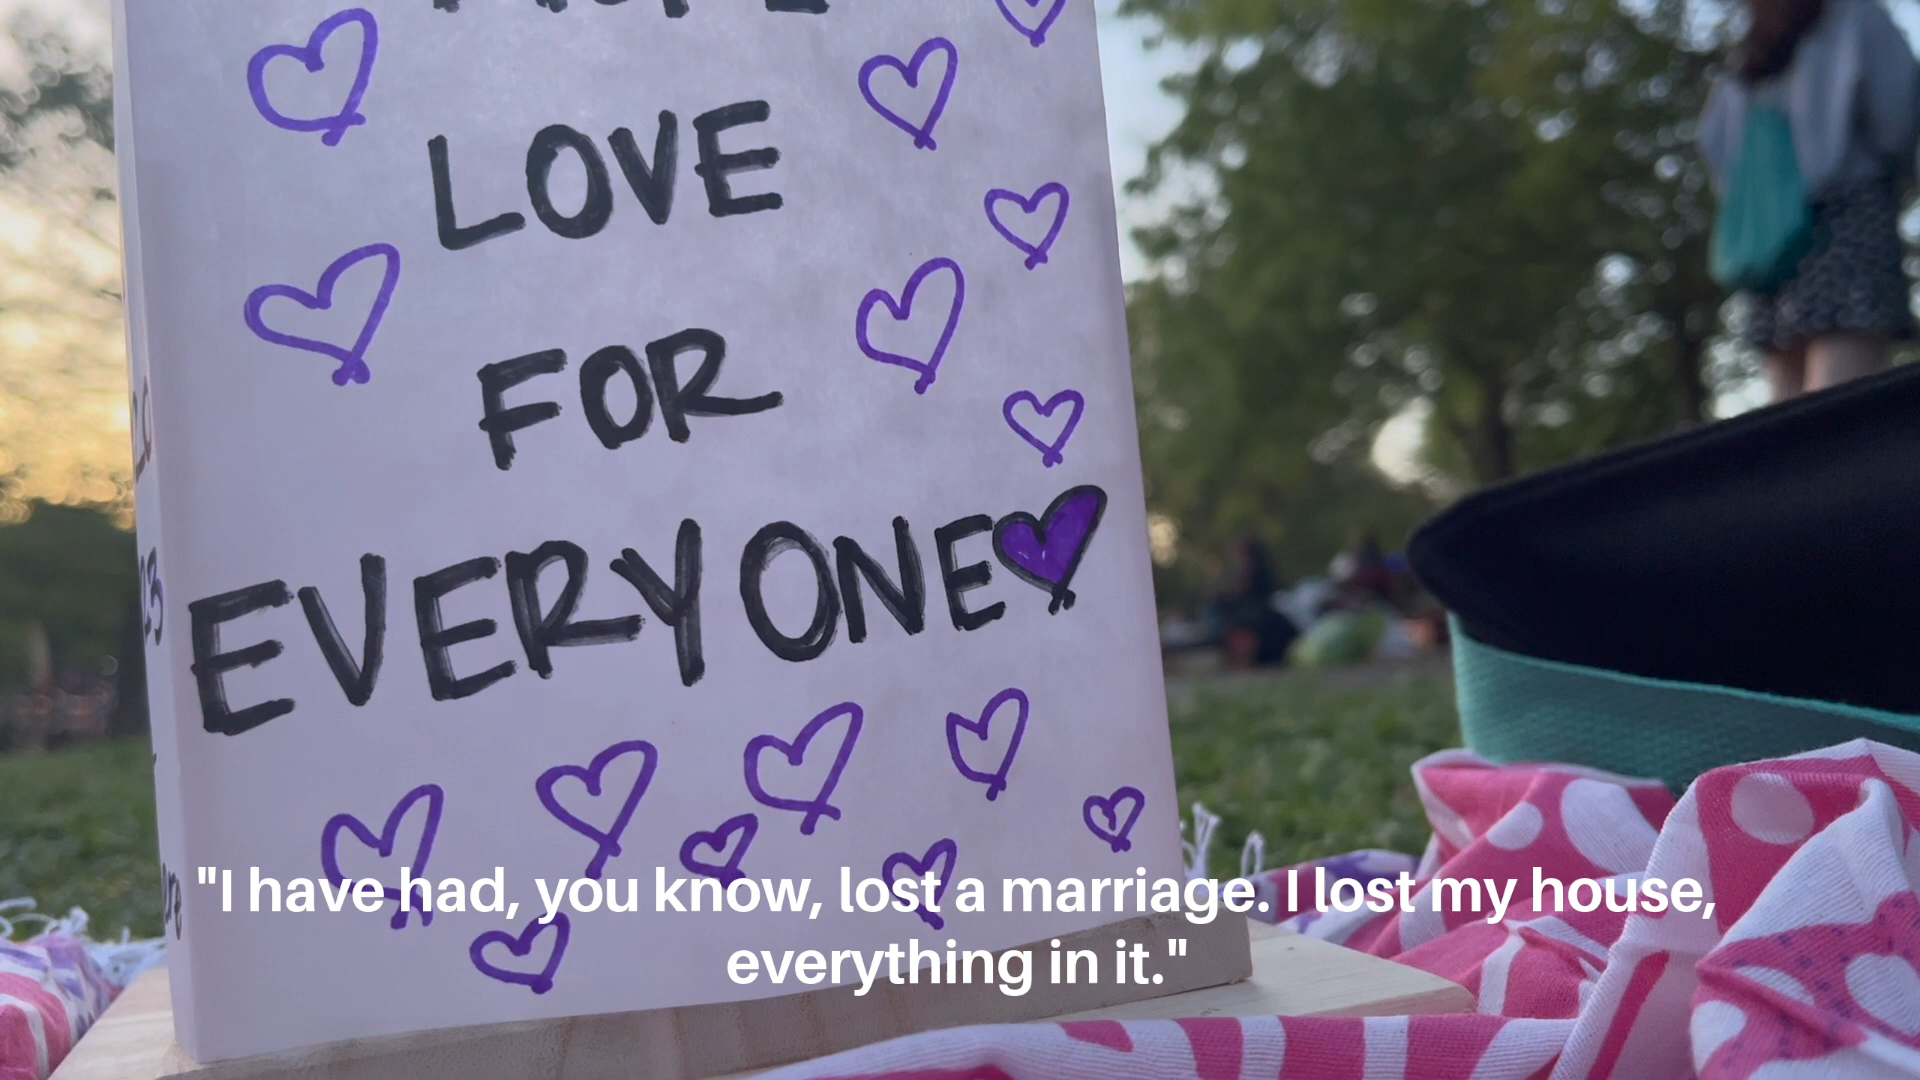 LOVE
FOR
EVERYONE
"I have had, you know, lost a marriage. I lost my house,
everything in it."